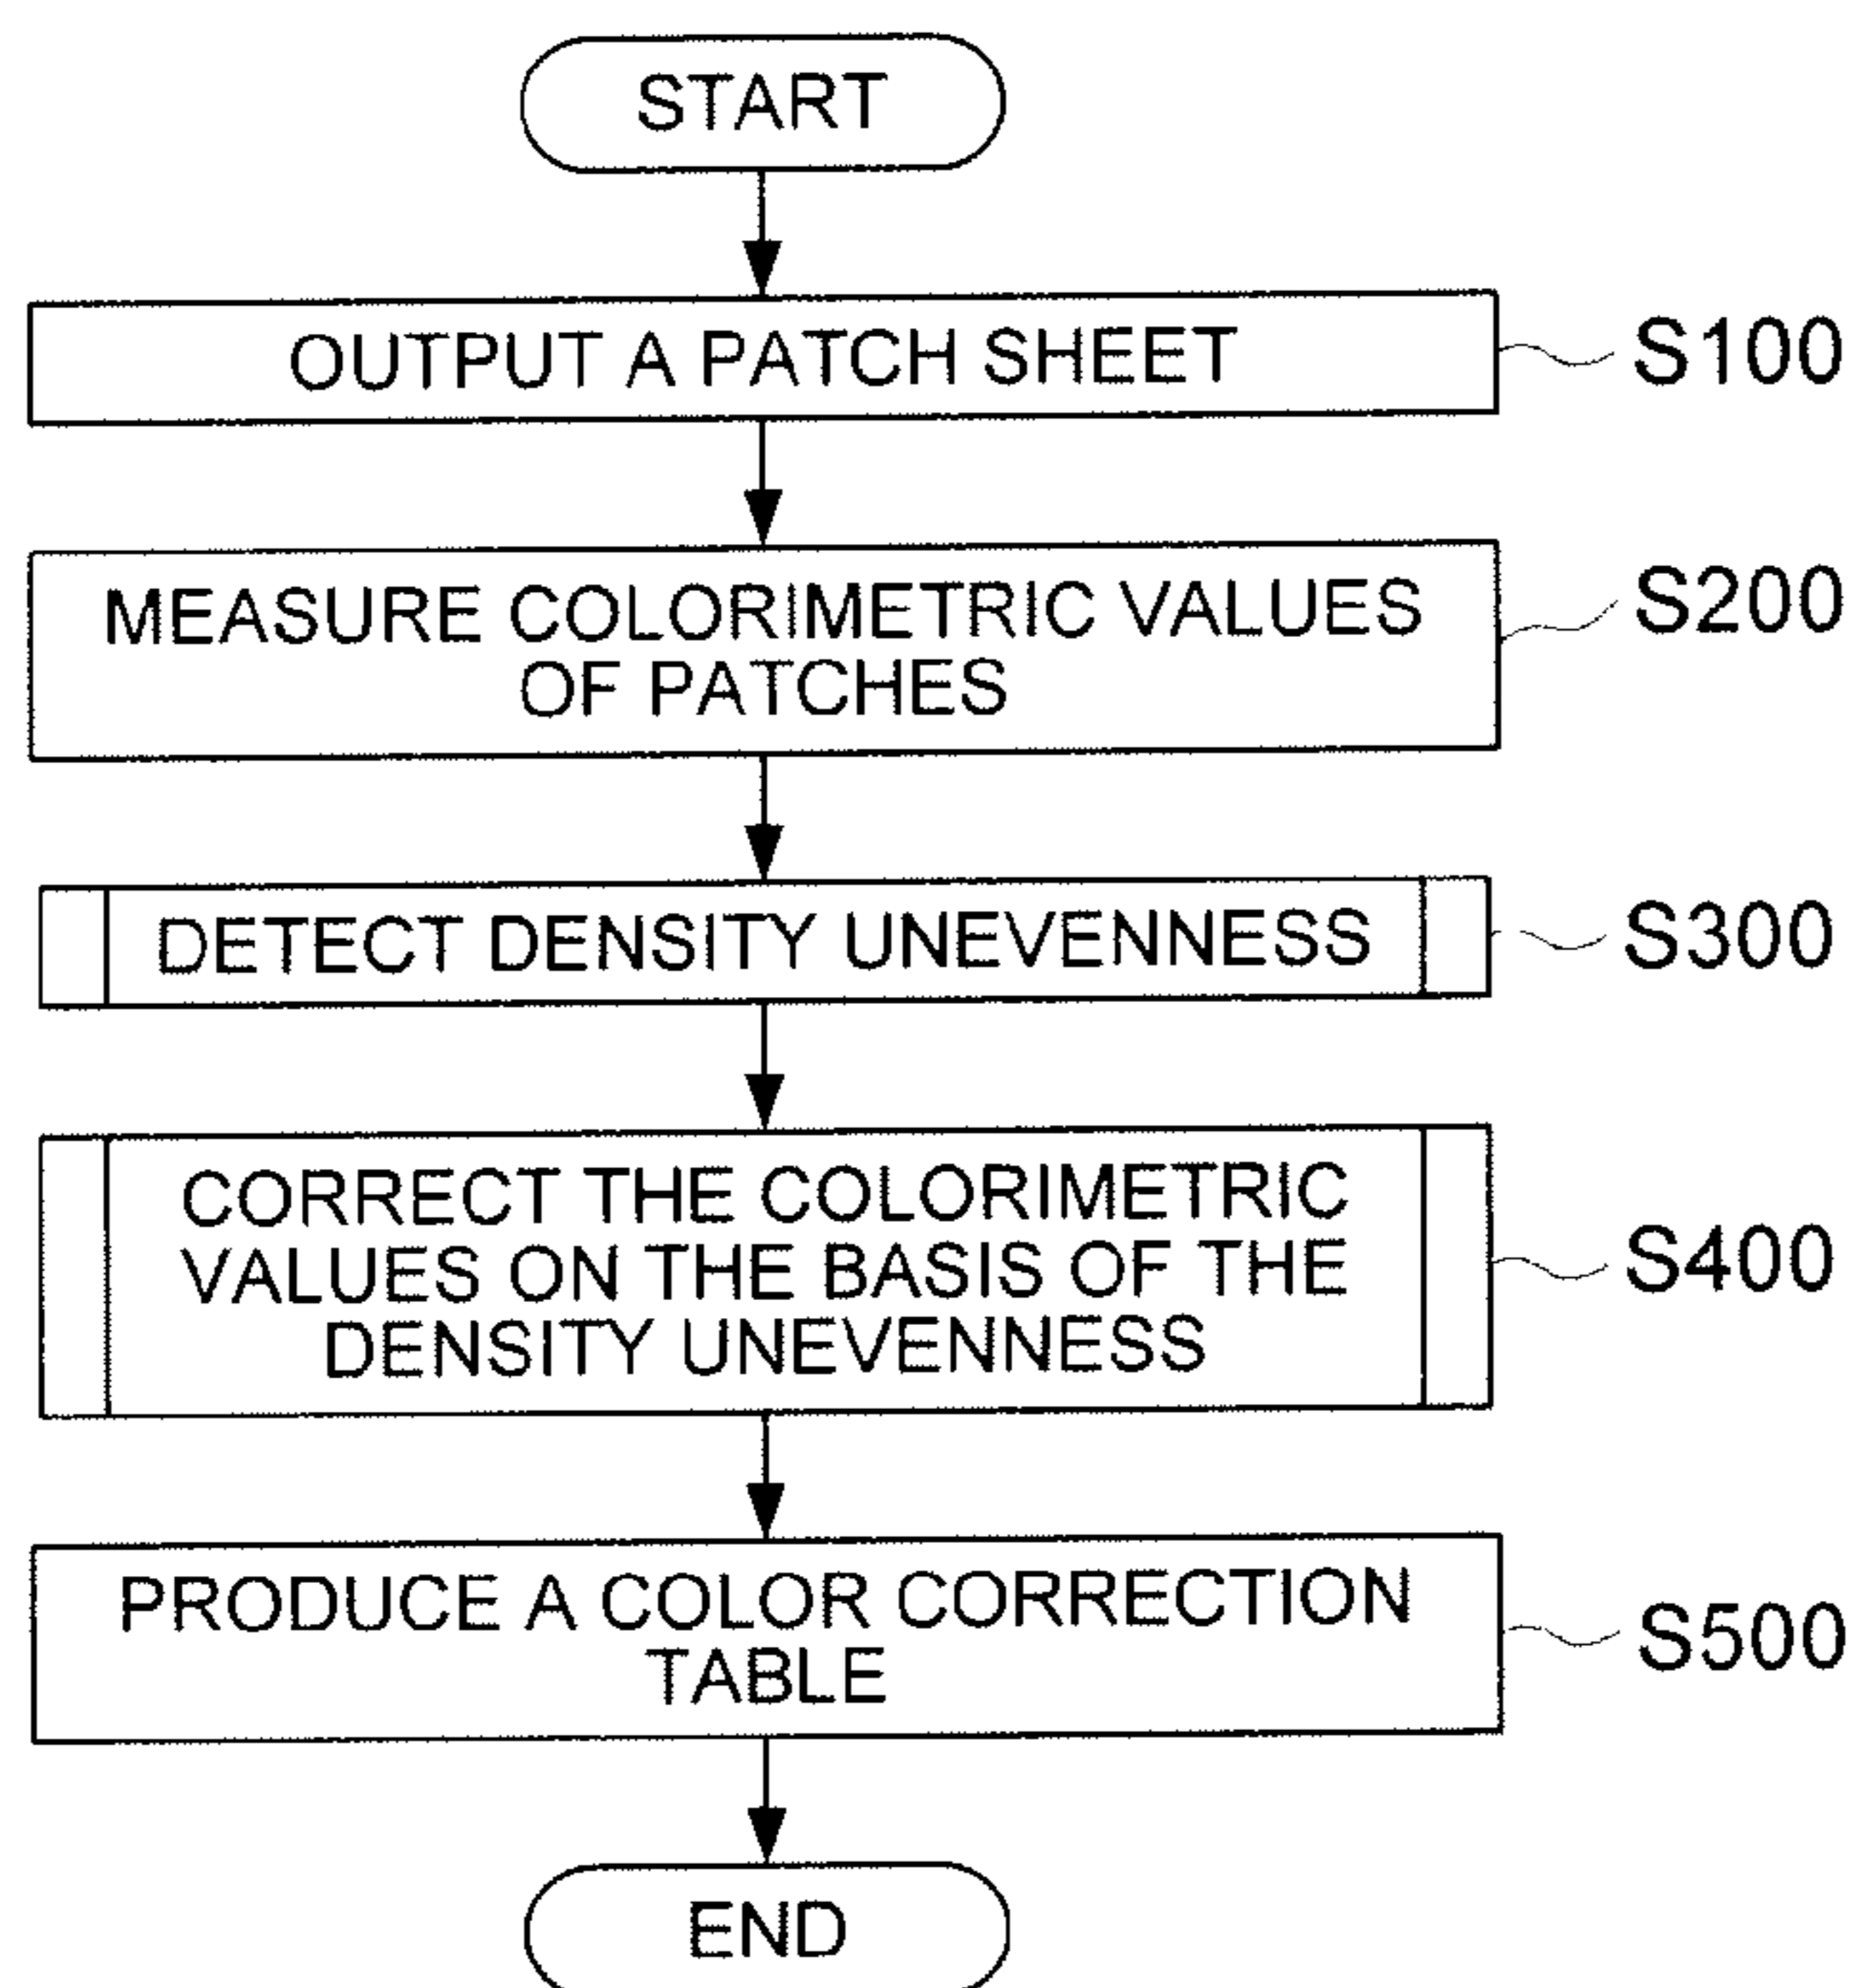 START
OUTPUT A PATCH SHEET
S100
MEASURE COLORIMETRIC VALUES
OF PATCHES
S200
DETECT DENSITY UNEVENNESS
S300
CORRECT THE COLORIMETRIC
VALUES ON THE BASIS OF THE
DENSITY UNEVENNESS
S400
PRODUCE A COLOR CORRECTION
TABLE
S500
END